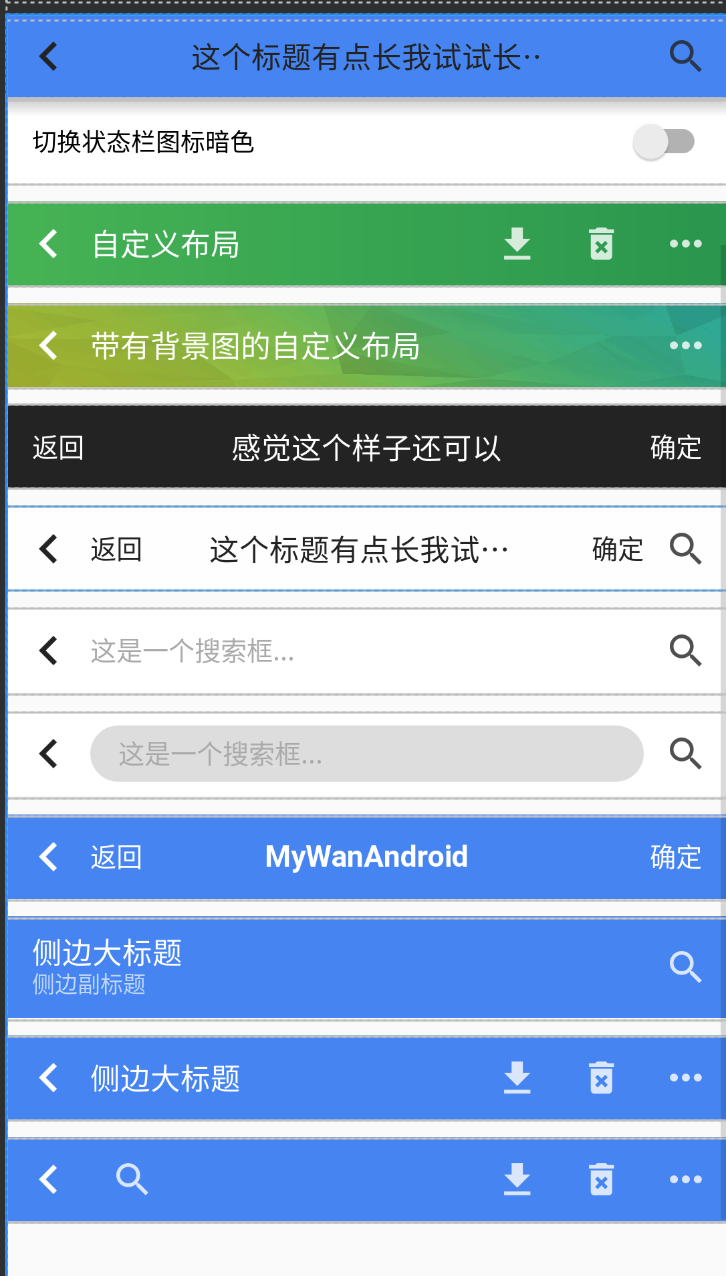 这个标题有点长我试试长··
切换状态栏图标暗色
自定义布局
带有背景图的自定义布局
返回 感觉这个样子还可以 确定
返回 这个标题有点长我试··· 确定
这是一个搜索框...
这是一个搜索框...
返回 MyWanAndroid 确定
侧边大标题
侧边副标题
侧边大标题